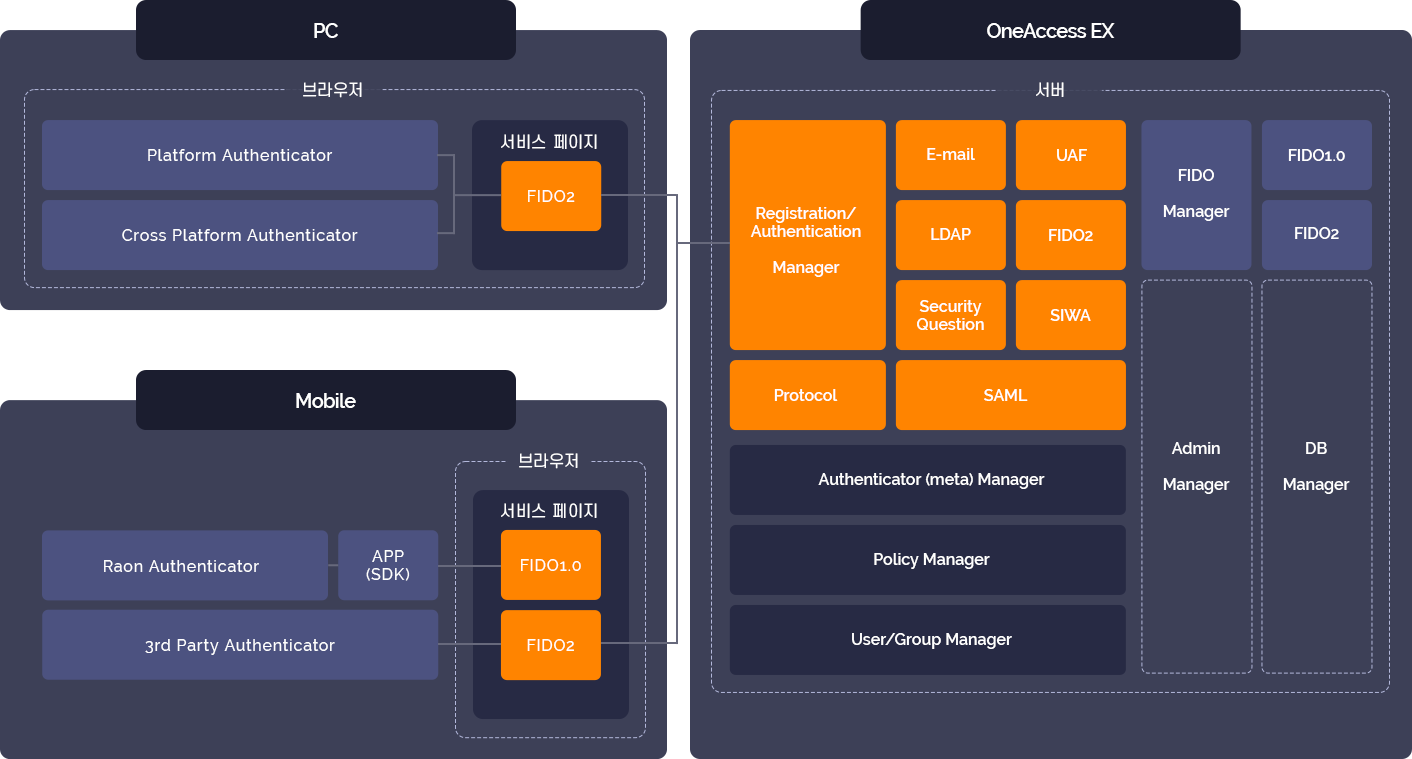 PC
브라우저
Platform Authenticator
Cross Platform Authenticator
서비스 페이지
FIDO2
Mobile
브라우저
서비스 페이지
Raon Authenticator
APP
(SDK)
FIDO1.0
3rd Party Authenticator
FIDO2
OneAccess EX
서버
Registration/
Authentication
Manager
E-mail
UAF
LDAP
FIDO2
Security
Question
SIWA
Protocol
SAML
FIDO
Manager
FIDO1.0
FIDO2
Authenticator (meta) Manager
Policy Manager
User/Group Manager
Admin
Manager
DB
Manager